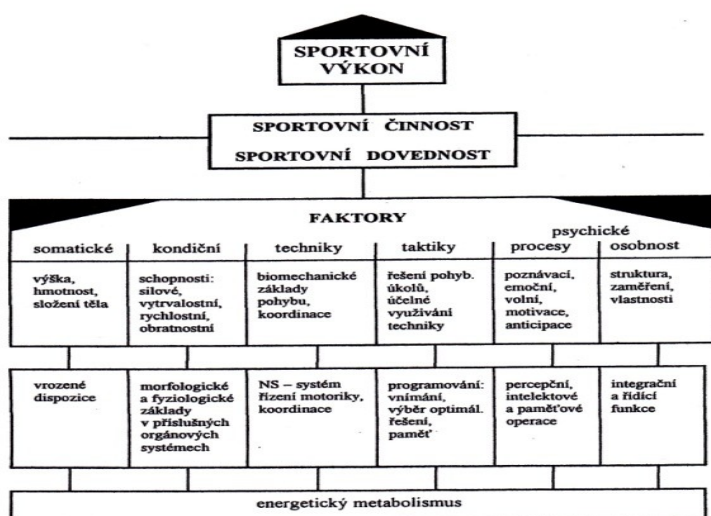 SPORTOVNÍ
VÝKON
SPORTOVNÍ ČINNOST
SPORTOVNÍ DOVEDNOST
FAKTORY
psychické
somatické
kondiční
techniky
taktiky
procesy
osobnost
výška,
hmotnost,
složení těla
schopnosti:
silové,
vytrvalostní,
rychlostní,
obratnostní
biomechanické
základy
pohybu,
koordinace
řešení pohyb.
úkolů,
účelné
využívání
techniky
poznávací,
emoční,
volní,
motivace,
anticipace
struktura,
zaměření,
vlastnosti
vrozené
dispozice
morfologické
a fyziologické
základy
v příslušných
orgánových
systémech
NS – systém
řízení motoriky,
koordinace
programování:
vnímání,
výběr optimál.
řešení,
paměť
percepční,
intelektové
a paměťové
operace
integrační
a řídící
funkce
energetický metabolismus